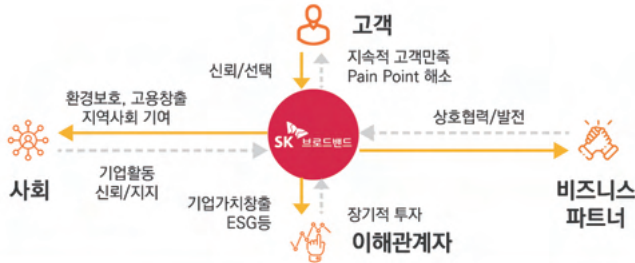 고객
신뢰/선택
지속적 고객만족
Pain Point 해소
환경보호, 고용창출
지역사회 기여
상호협력/발전
SK 브로드밴드
사회
기업활동
신뢰/지지
비즈니스
파트너
기업가치창출
ESG등
장기적 투자
이해관계자